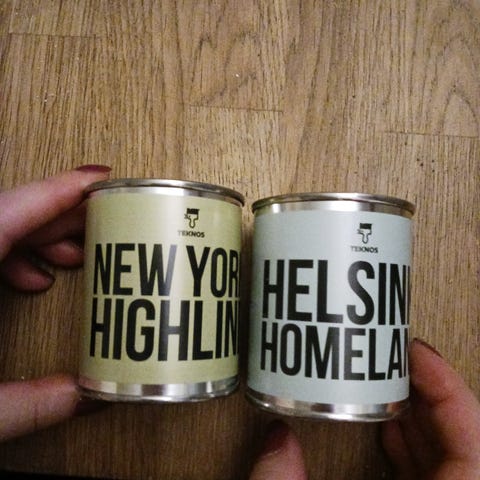 TEKNOS
NEW YOR
HIGHLIN
TEKNOS
HELSIN
HOMELA